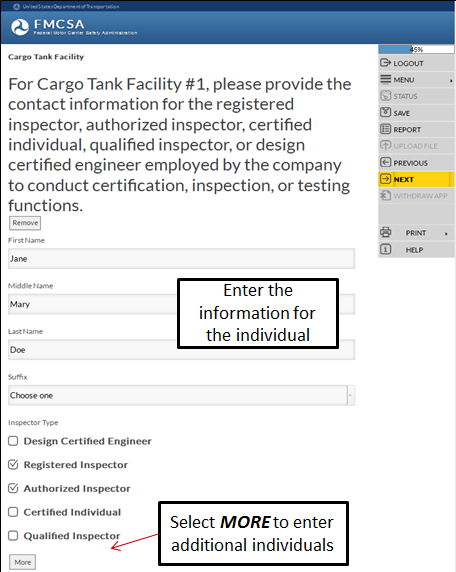 United States Department of Transportation
FMCSA
Federal Motor Carrier Safety Administration
Cargo Tank Facility
For Cargo Tank Facility #1, please provide the
contact information for the registered
inspector, authorized inspector, certified
individual, qualified inspector, or design
certified engineer employed by the company
to conduct certification, inspection, or testing
functions.
Remove
First Name
Jane
Middle Name
Mary
Last Name
Doe
Suffix
Choose one
Inspector Type
Design Certified Engineer
Registered Inspector
Authorized Inspector
Certified Individual
Qualified Inspector
More
Enter the
information for
the individual
Select MORE to enter
additional individuals
45%
LOGOUT
MENU
STATUS
SAVE
REPORT
UPLOAD FILE
PREVIOUS
NEXT
WITHDRAW APP
PRINT
HELP